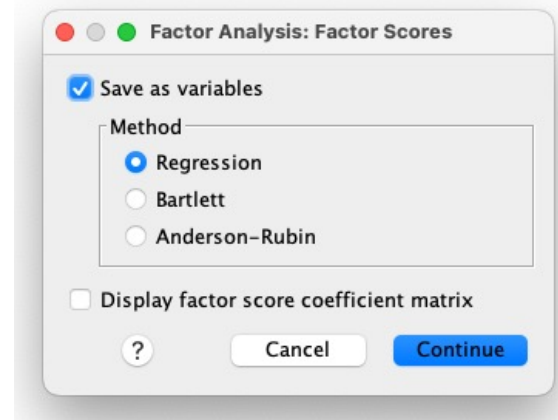 Factor Analysis: Factor Scores
Save as variables
Method
Regression
Bartlett
Anderson-Rubin
Display factor score coefficient matrix
? Cancel Continue